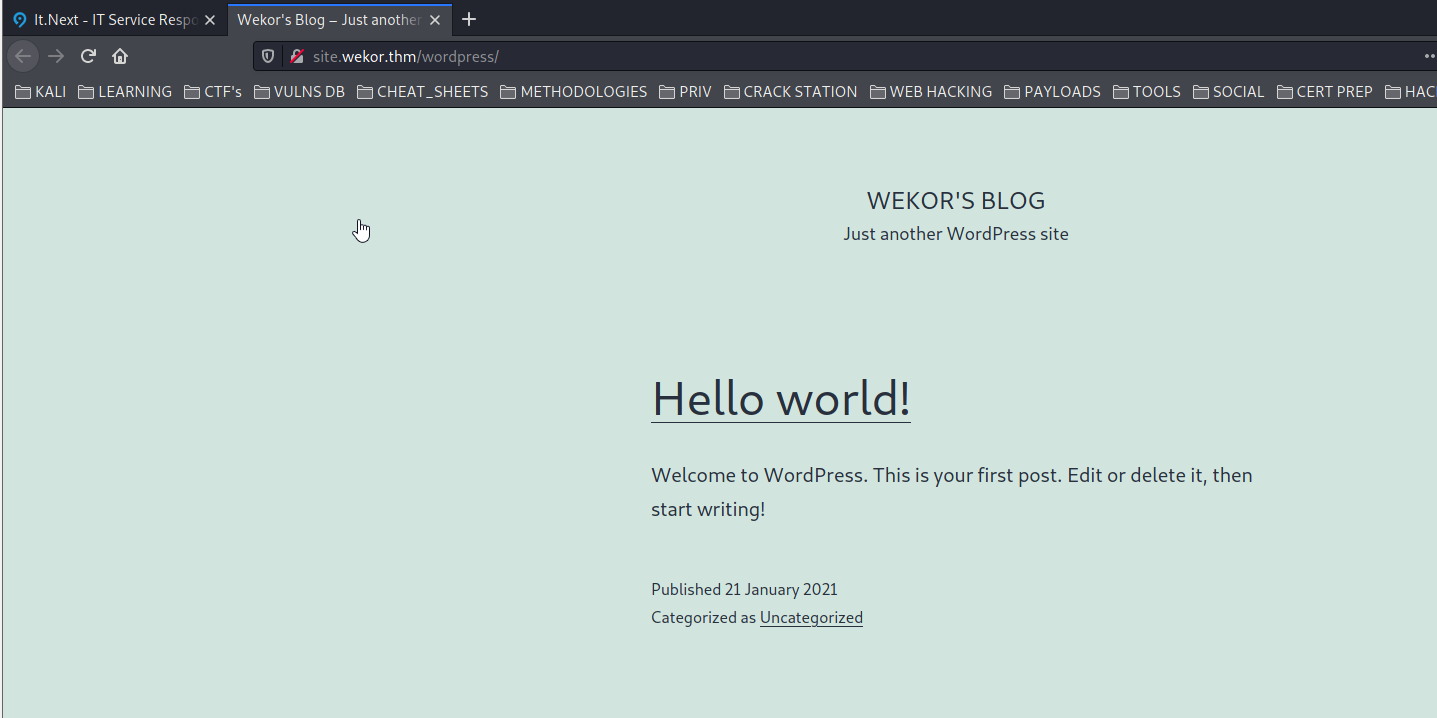 It.Next - IT Service Respo
Wekor's Blog – Just another
site.wekor.thm/wordpress/
KALI LEARNING CTF's VULNS DB CHEAT_SHEETS METHODOLOGIES PRIV CRACK STATION WEB HACKING PAYLOADS TOOLS SOCIAL CERT PREP HAC
WEKOR'S BLOG
Just another WordPress site
Hello world!
Welcome to WordPress. This is your first post. Edit or delete it, then
start writing!
Published 21 January 2021
Categorized as Uncategorized